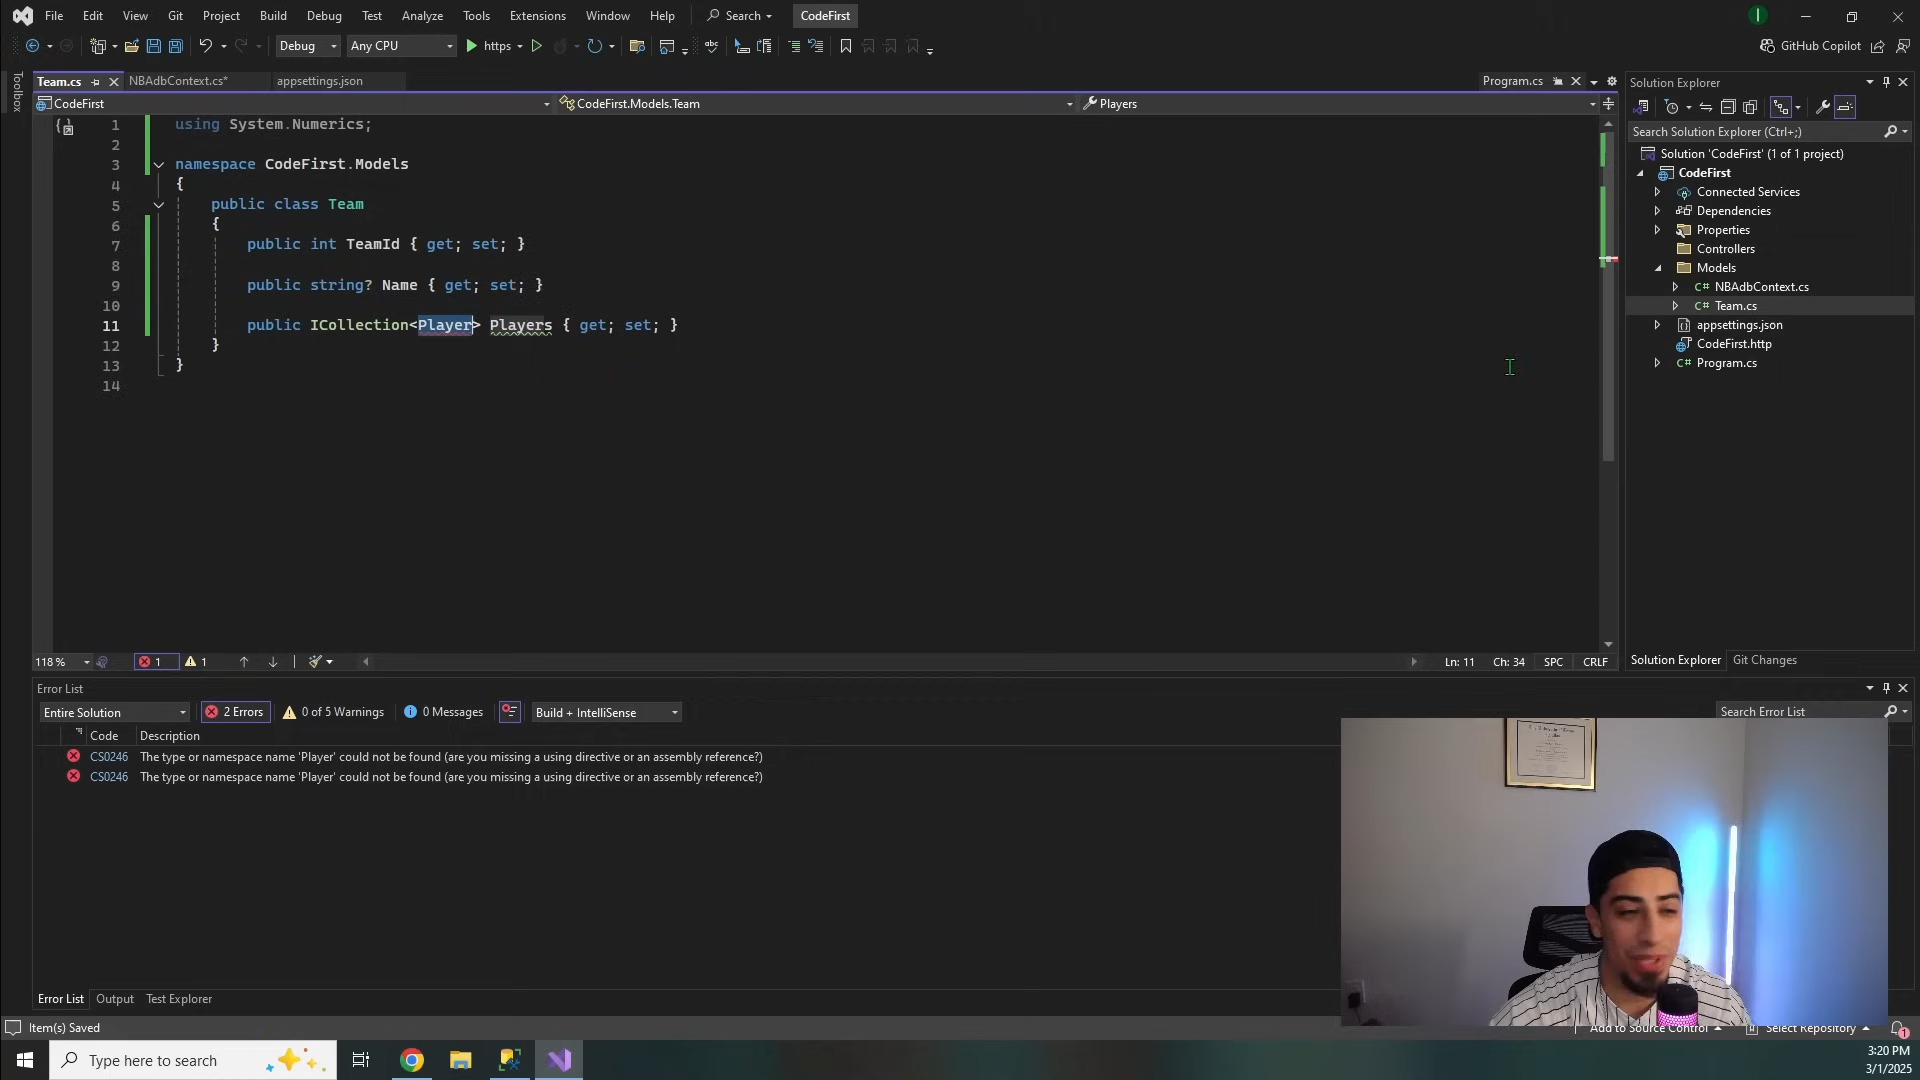 File Edit View Git Project Build Debug Test Analyze Tools Extensions Window Help Search CodeFirst
Debug Any CPU https GitHub Copilot
Toolbox
Team.cs NBAdbContext.cs* appsettings.json Program.cs
CodeFirst CodeFirst.Models.Team Players
1 using System.Numerics;
2
3 namespace CodeFirst.Models
4 {
5 public class Team
6 {
7 public int TeamId { get; set; }
8
9 public string? Name { get; set; }
10
11 public ICollection<Player> Players { get; set; }
12 }
13 }
14
118 % 1 1 Ln: 11 Ch: 34 SPC CRLF
Solution Explorer
Search Solution Explorer (Ctrl+;)
Solution 'CodeFirst' (1 of 1 project)
CodeFirst
Connected Services
Dependencies
Properties
Controllers
Models
C# NBAdbContext.cs
C# Team.cs
appsettings.json
CodeFirst.http
C# Program.cs
Solution Explorer Git Changes
Error List
Entire Solution 2 Errors 0 of 5 Warnings 0 Messages Build + IntelliSense Search Error List
Code Description
CS0246 The type or namespace name 'Player' could not be found (are you missing a using directive or an assembly reference?)
CS0246 The type or namespace name 'Player' could not be found (are you missing a using directive or an assembly reference?)
Error List Output Test Explorer
Item(s) Saved Add to Source Control Select Repository 1
Type here to search
3:20 PM
3/1/2025